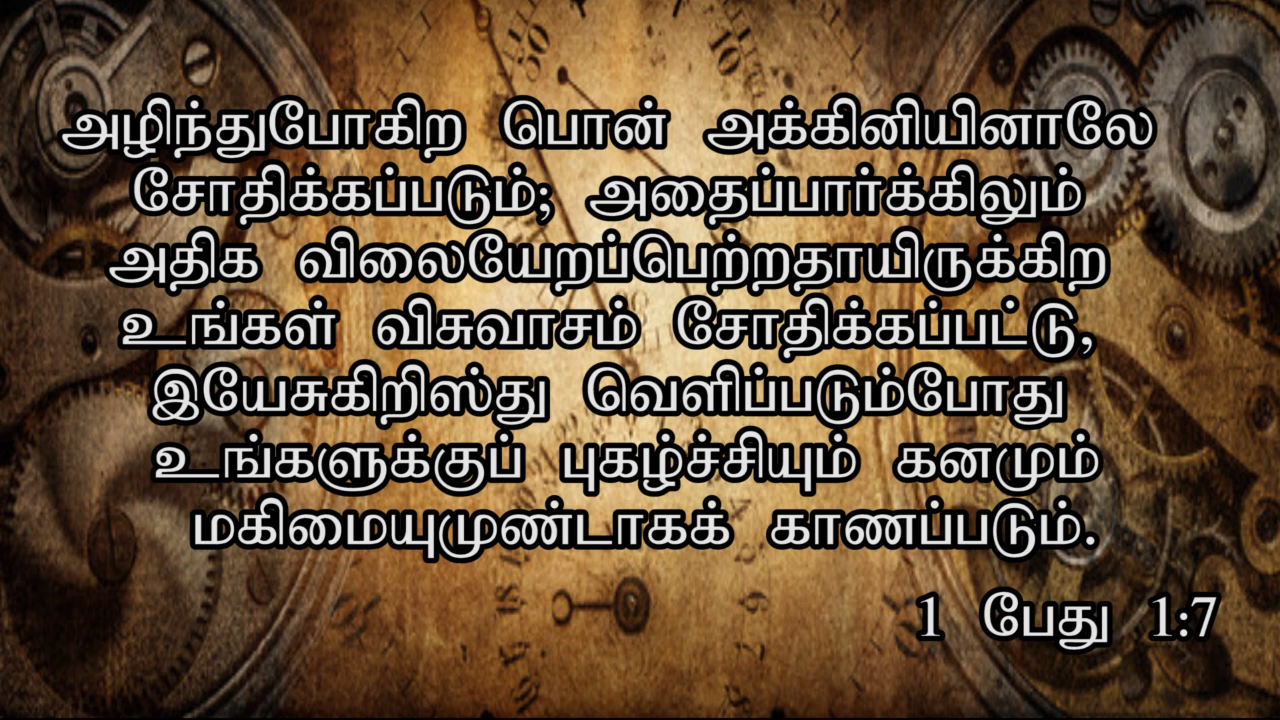 அழிந்துபோகிற பொன் அக்கினியினாலே
சோதிக்கப்படும்; அதைப்பார்க்கிலும்
அதிக விலையேறப்பெற்றதாயிருக்கிற
உங்கள் விசுவாசம் சோதிக்கப்பட்டு,
இயேசுகிறிஸ்து வெளிப்படும்போது
உங்களுக்குப் புகழ்ச்சியும் கனமும்
மகிமையுமுண்டாகக் காணப்படும்.
1 பேது 1:7